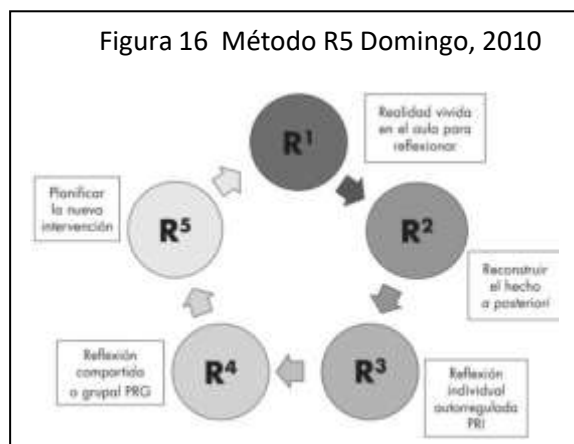 Figura 16 Método R5 Domingo, 2010
R¹
Realidad vivida
en el aula para
reflexionar
R²
Reconstruir
el hecho
a posteriori
R³
Reflexión
individual
autorregulada
PRI
R⁴
Reflexión
compartida
o grupal PRG
R⁵
Planificar
la nueva
intervención